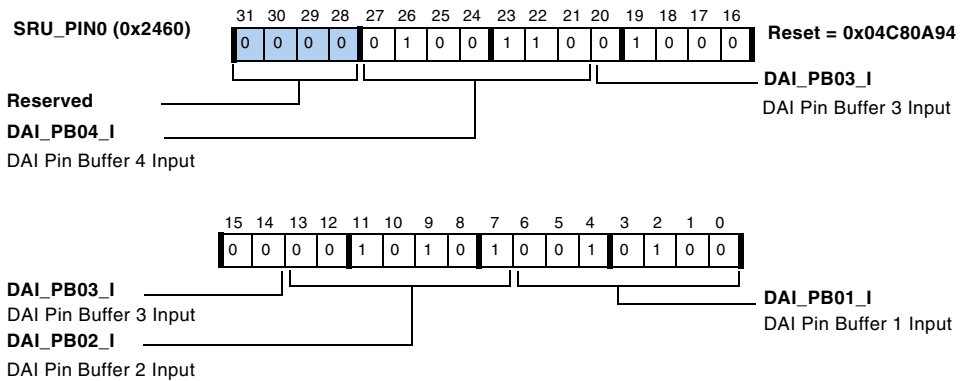 31 30 29 28 27 26 25 24 23 22 21 20 19 18 17 16
SRU_PIN0 (0x2460)
0 0 0 0 0 1 0 0 1 1 0 0 1 0 0 0
Reset = 0x04C80A94
DAI_PB03_I
DAI Pin Buffer 3 Input
Reserved
DAI_PB04_I
DAI Pin Buffer 4 Input
15 14 13 12 11 10 9 8 7 6 5 4 3 2 1 0
0 0 0 0 1 0 1 0 1 0 0 1 0 1 0 0
DAI_PB03_I
DAI Pin Buffer 3 Input
DAI_PB02_I
DAI Pin Buffer 2 Input
DAI_PB01_I
DAI Pin Buffer 1 Input